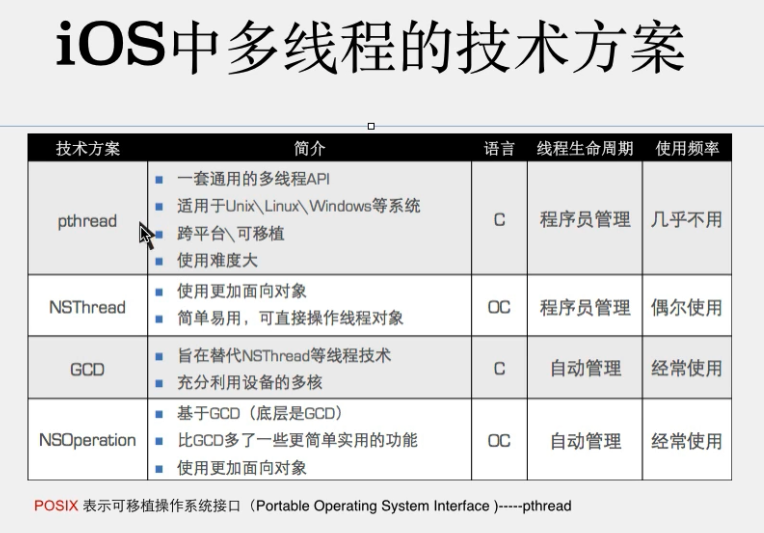 iOS中多线程的技术方案
技术方案 简介 语言 线程生命周期 使用频率
pthread
一套通用的多线程API
适用于Unix\Linux\Windows等系统
跨平台\可移植
使用难度大
C
程序员管理
几乎不用
NSThread
使用更加面向对象
简单易用，可直接操作线程对象
OC
程序员管理
偶尔使用
GCD
旨在替代NSThread等线程技术
充分利用设备的多核
C
自动管理
经常使用
NSOperation
基于GCD（底层是GCD）
比GCD多了一些更简单实用的功能
使用更加面向对象
OC
自动管理
经常使用
POSIX 表示可移植操作系统接口（Portable Operating System Interface )-----pthread